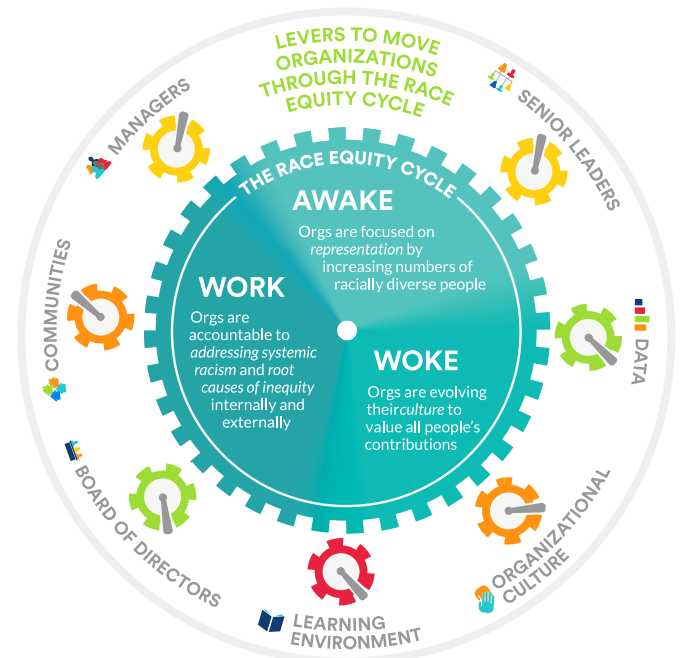 LEVERS TO MOVE
ORGANIZATIONS
THROUGH THE RACE
EQUITY CYCLE
MANAGERS
SENIOR LEADERS
THE RACE EQUITY CYCLE
AWAKE
Orgs are focused on
representation by
increasing numbers of
racially diverse people
WORK
Orgs are
accountable to
addressing systemic
racism and root
causes of inequity
internally and
externally
WOKE
Orgs are evolving
theirculture to
value all people's
contributions
COMMUNITIES
DATA
BOARD OF DIRECTORS
ORGANIZATIONAL
CULTURE
LEARNING
ENVIRONMENT